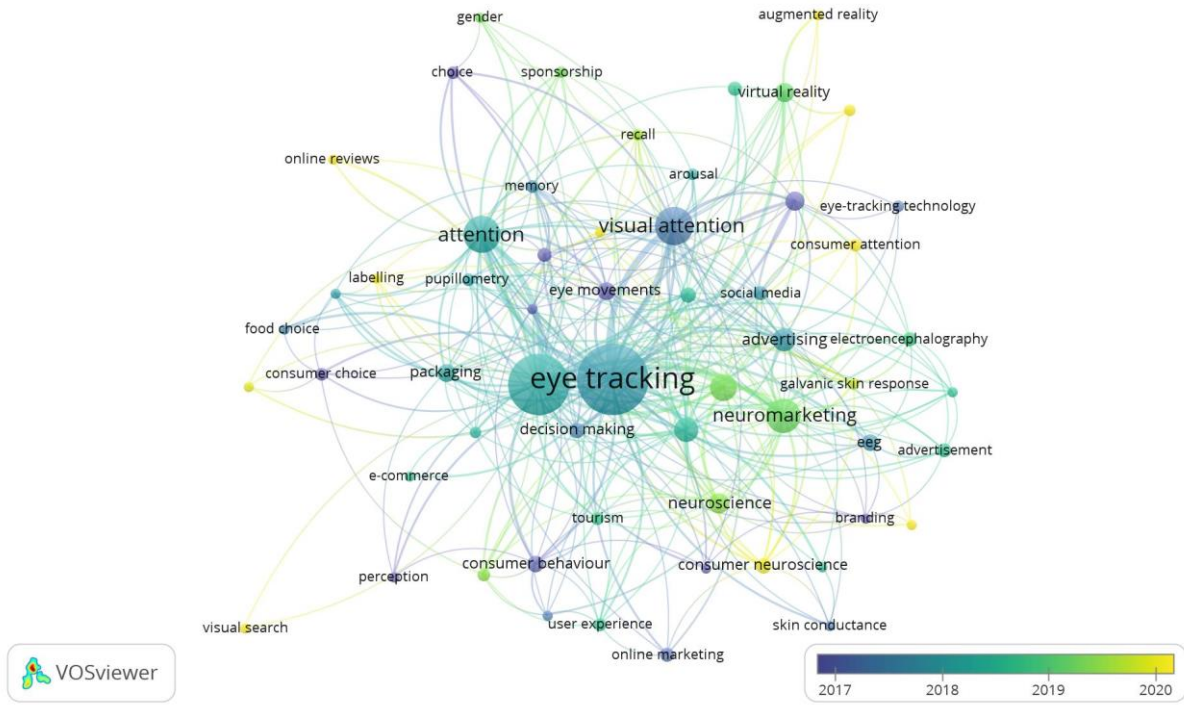 gender
augmented reality
choice
sponsorship
virtual reality
recall
online reviews
arousal
memory
eye-tracking technology
visual attention
attention
consumer attention
labelling
pupillometry
eye movements
social media
food choice
advertising
electroencephalography
consumer choice
packaging
eye tracking
galvanic skin response
neuromarketing
decision making
eeg
advertisement
e-commerce
neuroscience
tourism
branding
consumer behaviour
consumer neuroscience
perception
visual search
user experience
skin conductance
online marketing
VOSviewer
2017
2018
2019
2020